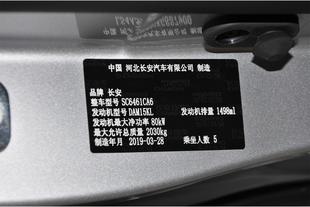 中国 河北长安汽车有限公司 制造
品牌 长安
整车型号 SC6461CA6
发动机型号 DAM15KL 发动机排量 1498ml
发动机最大净功率 80kW
最大允许总质量 2030kg
制造年月 2019-03-28 乘坐人数 5